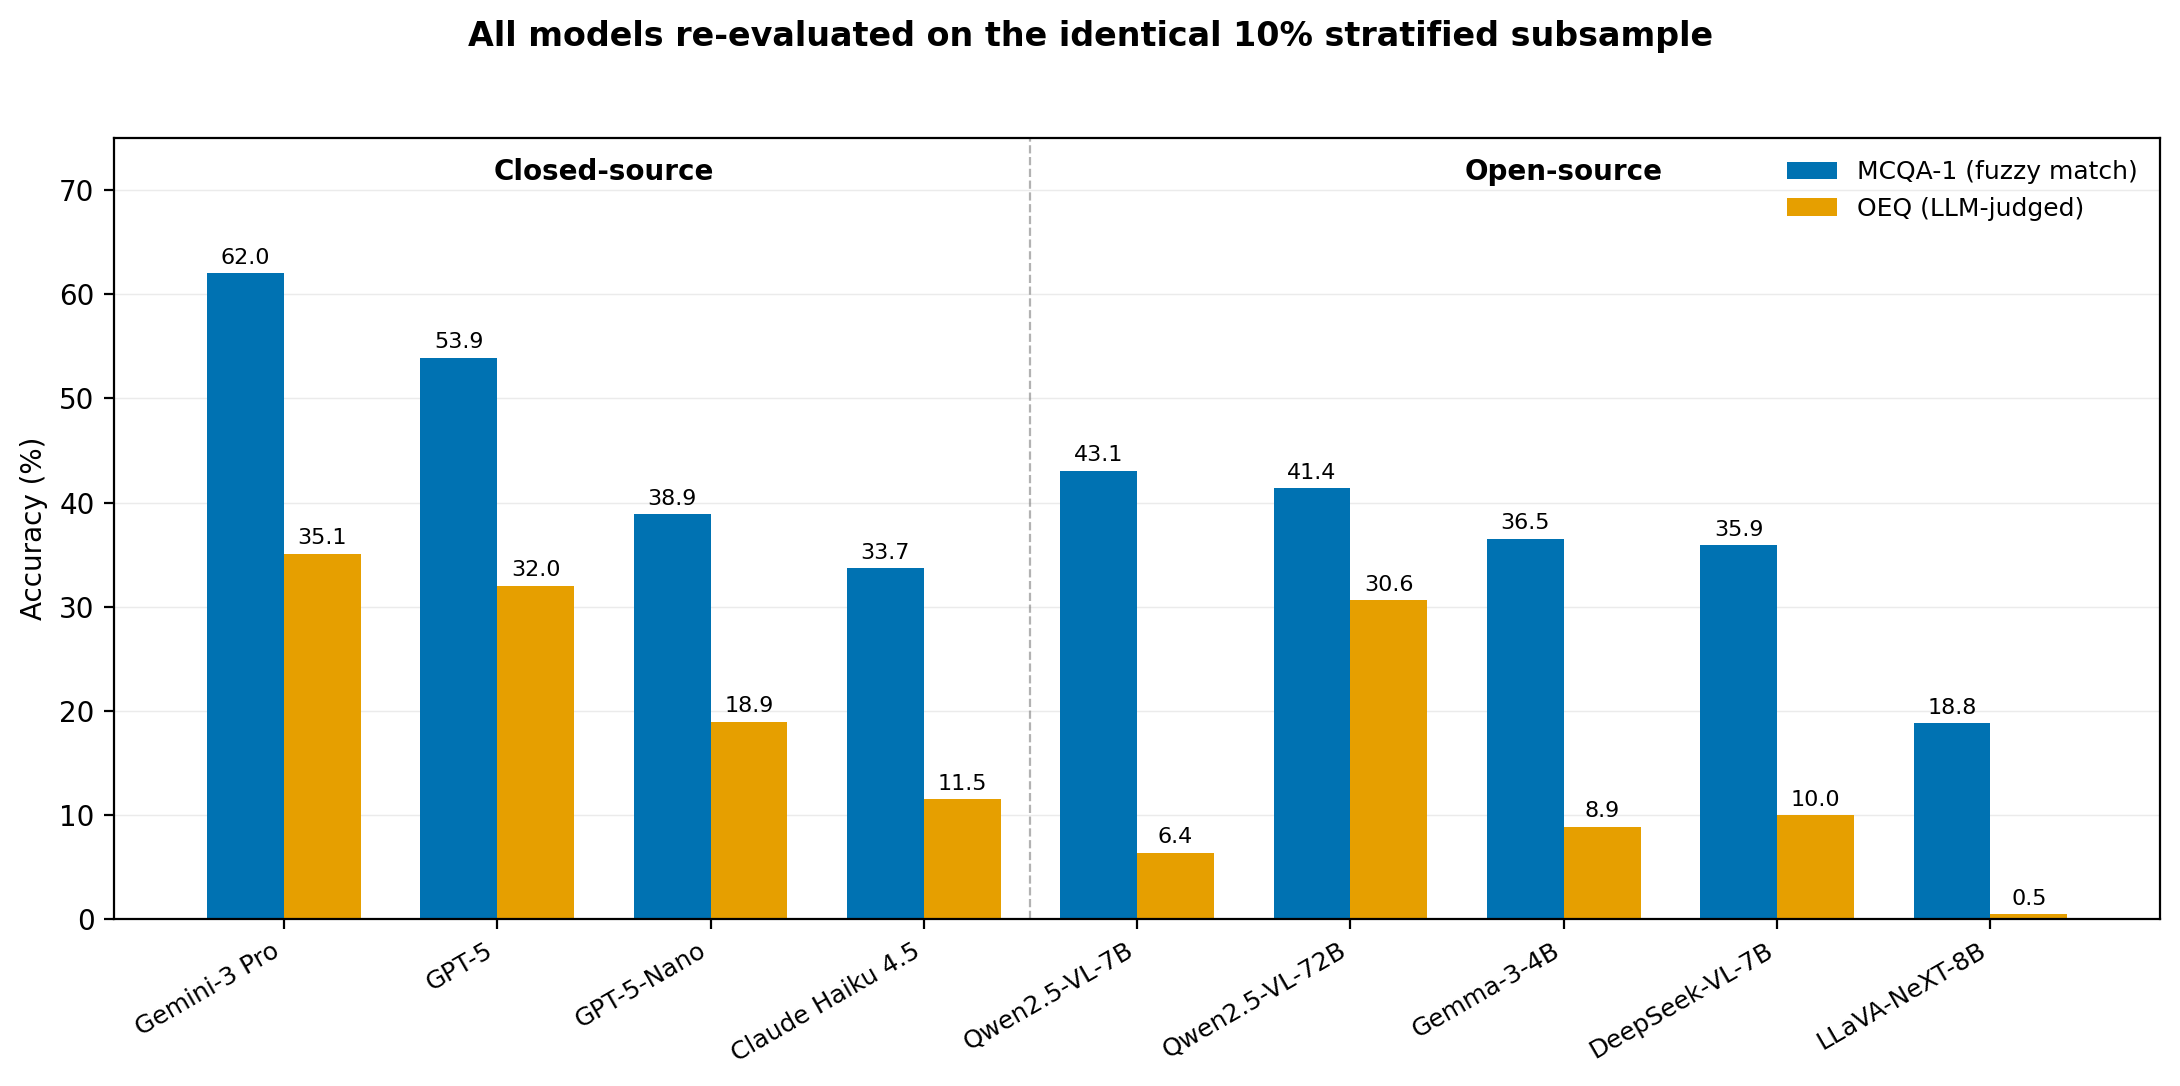 All models re-evaluated on the identical 10% stratified subsample
Closed-source
Open-source
MCQA-1 (fuzzy match)
OEQ (LLM-judged)
Accuracy (%)
70
60
50
40
30
20
10
0
62.0
35.1
53.9
32.0
38.9
18.9
33.7
11.5
43.1
6.4
41.4
30.6
36.5
8.9
35.9
10.0
18.8
0.5
Gemini-3 Pro
GPT-5
GPT-5-Nano
Claude Haiku 4.5
Qwen2.5-VL-7B
Qwen2.5-VL-72B
Gemma-3-4B
DeepSeek-VL-7B
LLaVA-NeXT-8B